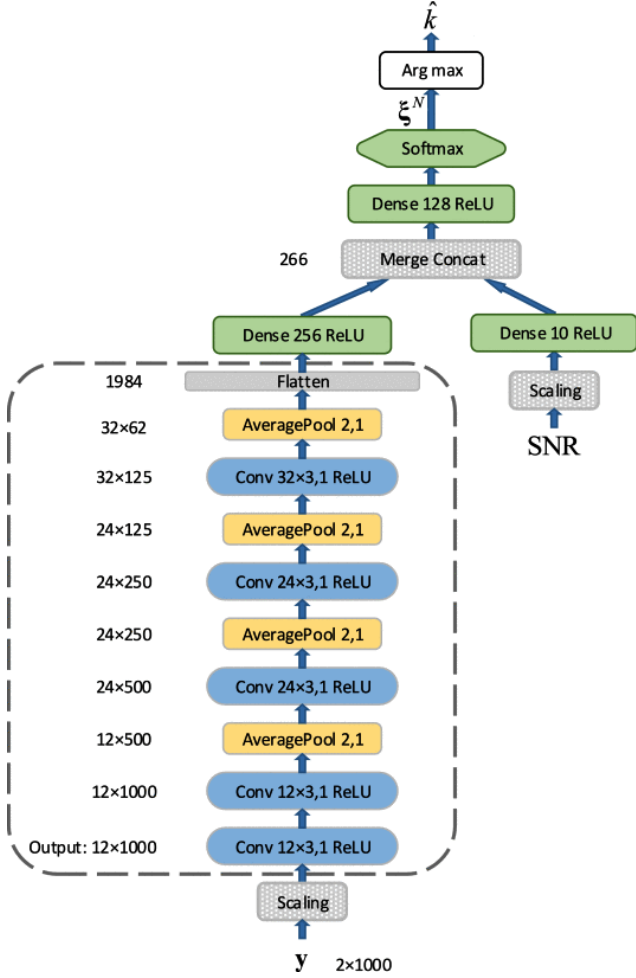 k̂
Arg max
ξᴺ
Softmax
Dense 128 ReLU
266 Merge Concat
Dense 256 ReLU Dense 10 ReLU
1984 Flatten Scaling
32×62 AveragePool 2,1 SNR
32×125 Conv 32×3,1 ReLU
24×125 AveragePool 2,1
24×250 Conv 24×3,1 ReLU
24×250 AveragePool 2,1
24×500 Conv 24×3,1 ReLU
12×500 AveragePool 2,1
12×1000 Conv 12×3,1 ReLU
Output: 12×1000 Conv 12×3,1 ReLU
Scaling
y 2×1000